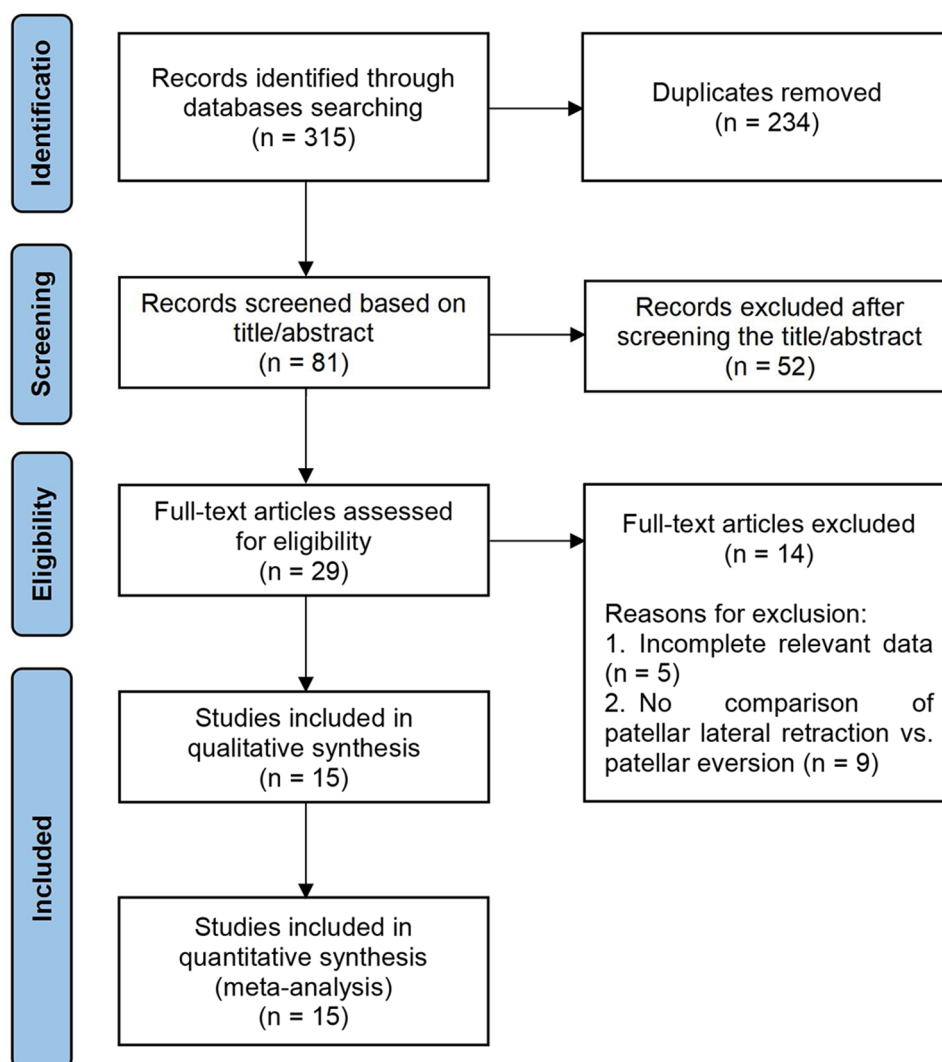 Identificatio
Records identified through
databases searching
(n = 315)
Duplicates removed
(n = 234)
Screening
Records screened based on
title/abstract
(n = 81)
Records excluded after
screening the title/abstract
(n = 52)
Eligibility
Full-text articles assessed
for eligibility
(n = 29)
Full-text articles excluded
(n = 14)
Reasons for exclusion:
1. Incomplete relevant data
(n = 5)
2. No comparison of
patellar lateral retraction vs.
patellar eversion (n = 9)
Included
Studies included in
qualitative synthesis
(n = 15)
Studies included in
quantitative synthesis
(meta-analysis)
(n = 15)